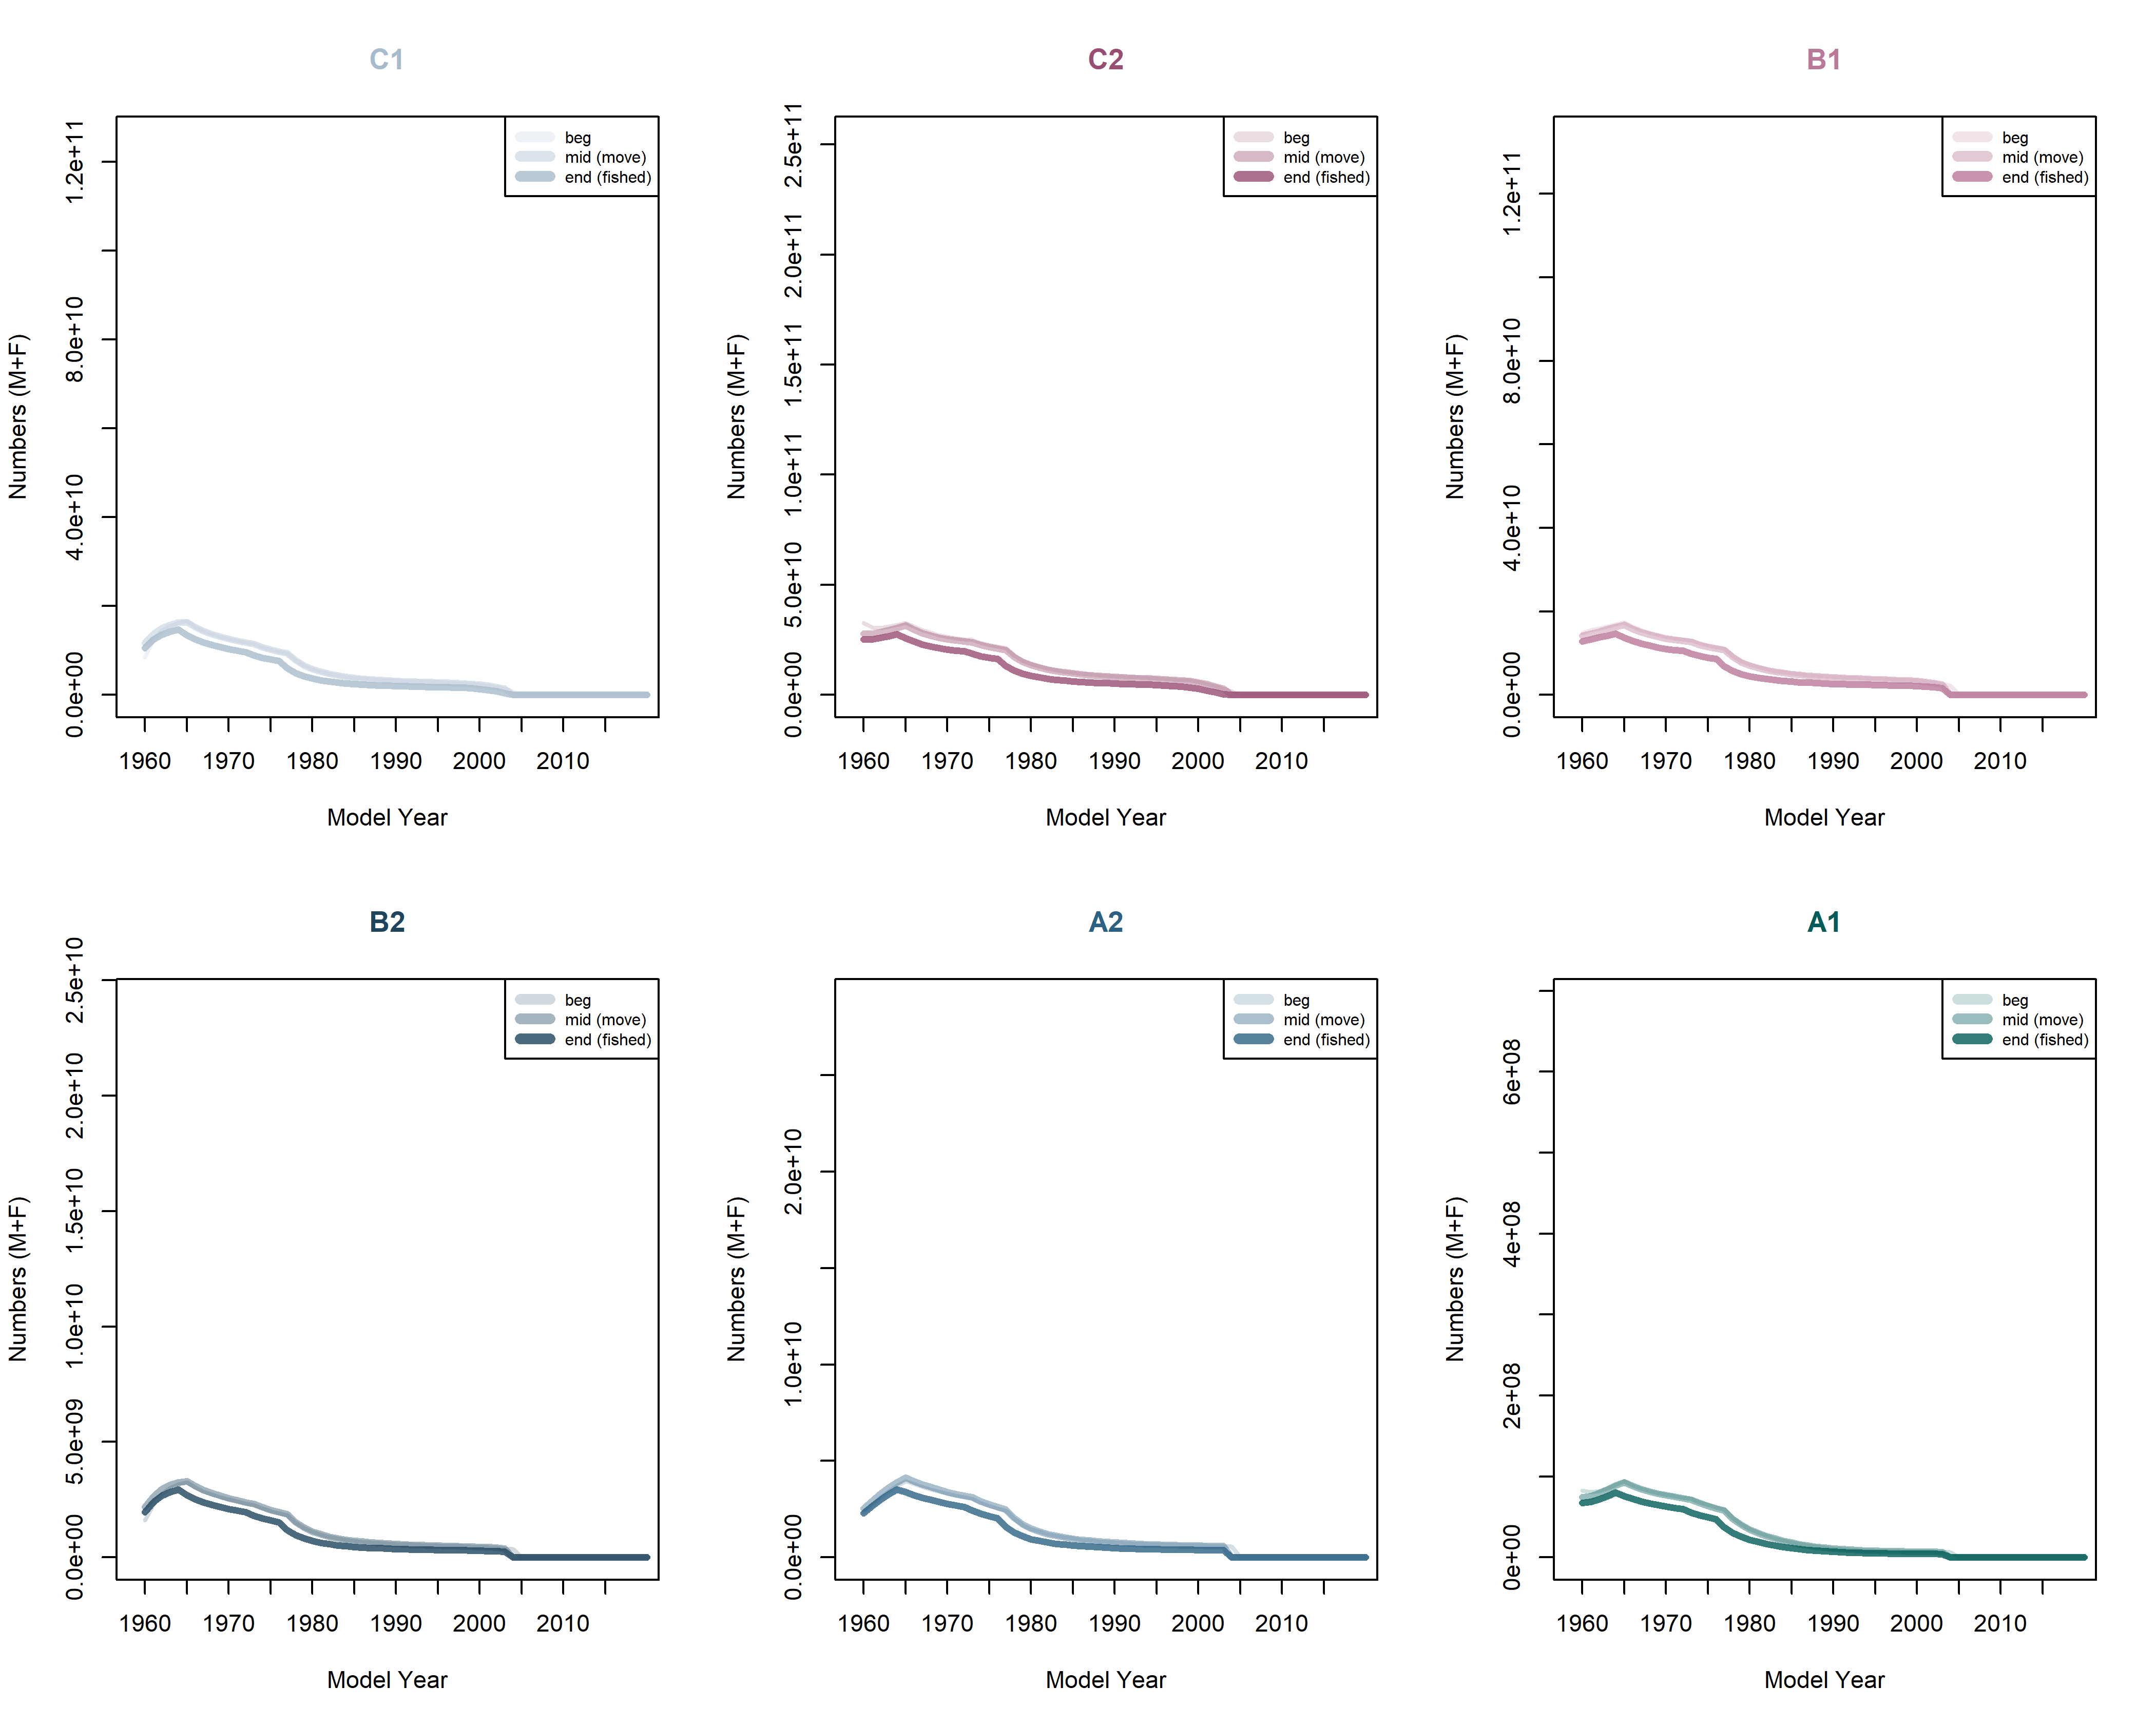 C1
Numbers (M+F)
1.2e+11
8.0e+10
4.0e+10
0.0e+00
beg
mid (move)
end (fished)
1960 1970 1980 1990 2000 2010
Model Year
C2
Numbers (M+F)
2.5e+11
2.0e+11
1.5e+11
1.0e+11
5.0e+10
0.0e+00
beg
mid (move)
end (fished)
1960 1970 1980 1990 2000 2010
Model Year
B1
Numbers (M+F)
1.2e+11
8.0e+10
4.0e+10
0.0e+00
beg
mid (move)
end (fished)
1960 1970 1980 1990 2000 2010
Model Year
B2
Numbers (M+F)
2.5e+10
2.0e+10
1.5e+10
1.0e+10
5.0e+09
0.0e+00
beg
mid (move)
end (fished)
1960 1970 1980 1990 2000 2010
Model Year
A2
Numbers (M+F)
2.0e+10
1.0e+10
0.0e+00
beg
mid (move)
end (fished)
1960 1970 1980 1990 2000 2010
Model Year
A1
Numbers (M+F)
6e+08
4e+08
2e+08
0e+00
beg
mid (move)
end (fished)
1960 1970 1980 1990 2000 2010
Model Year